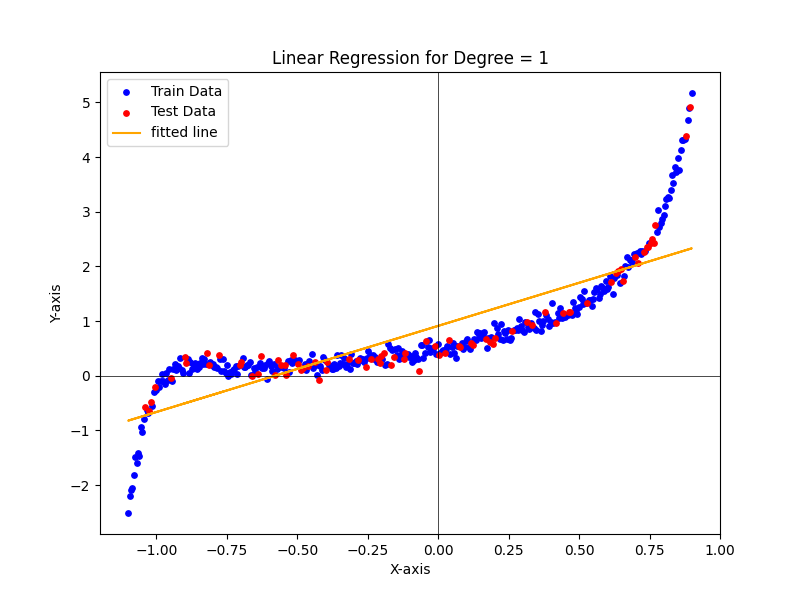 Linear Regression for Degree = 1
Train Data
Test Data
fitted line
Y-axis
5
4
3
2
1
0
−1
−2
−1.00 −0.75 −0.50 −0.25 0.00 0.25 0.50 0.75 1.00
X-axis